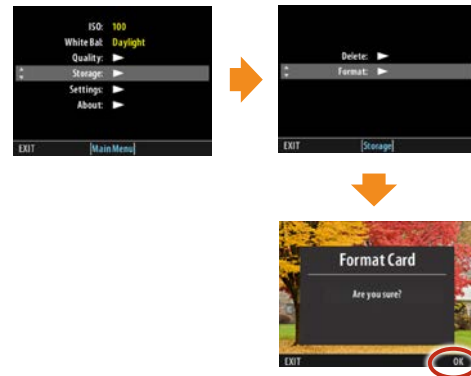 ISO: 100
White Bal: Daylight
Quality:
Storage:
Settings:
About:
EXIT Main Menu
Delete:
Format:
EXIT Storage
Format Card
Are you sure?
EXIT OK